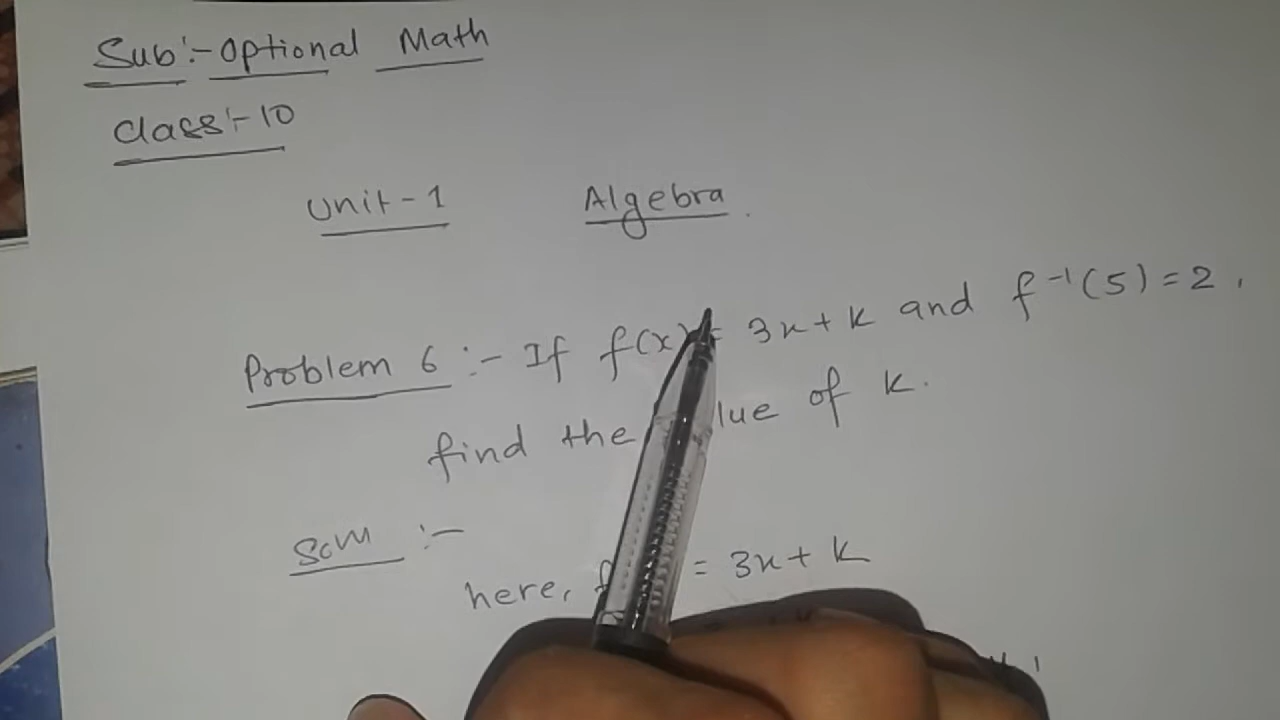 Sub:- Optional Math
Class:- 10
Unit-1 Algebra
Problem 6 :- If f(x) = 3x + k and f⁻¹(5) = 2.
find the value of k.
Soln :-
here, = 3x + k